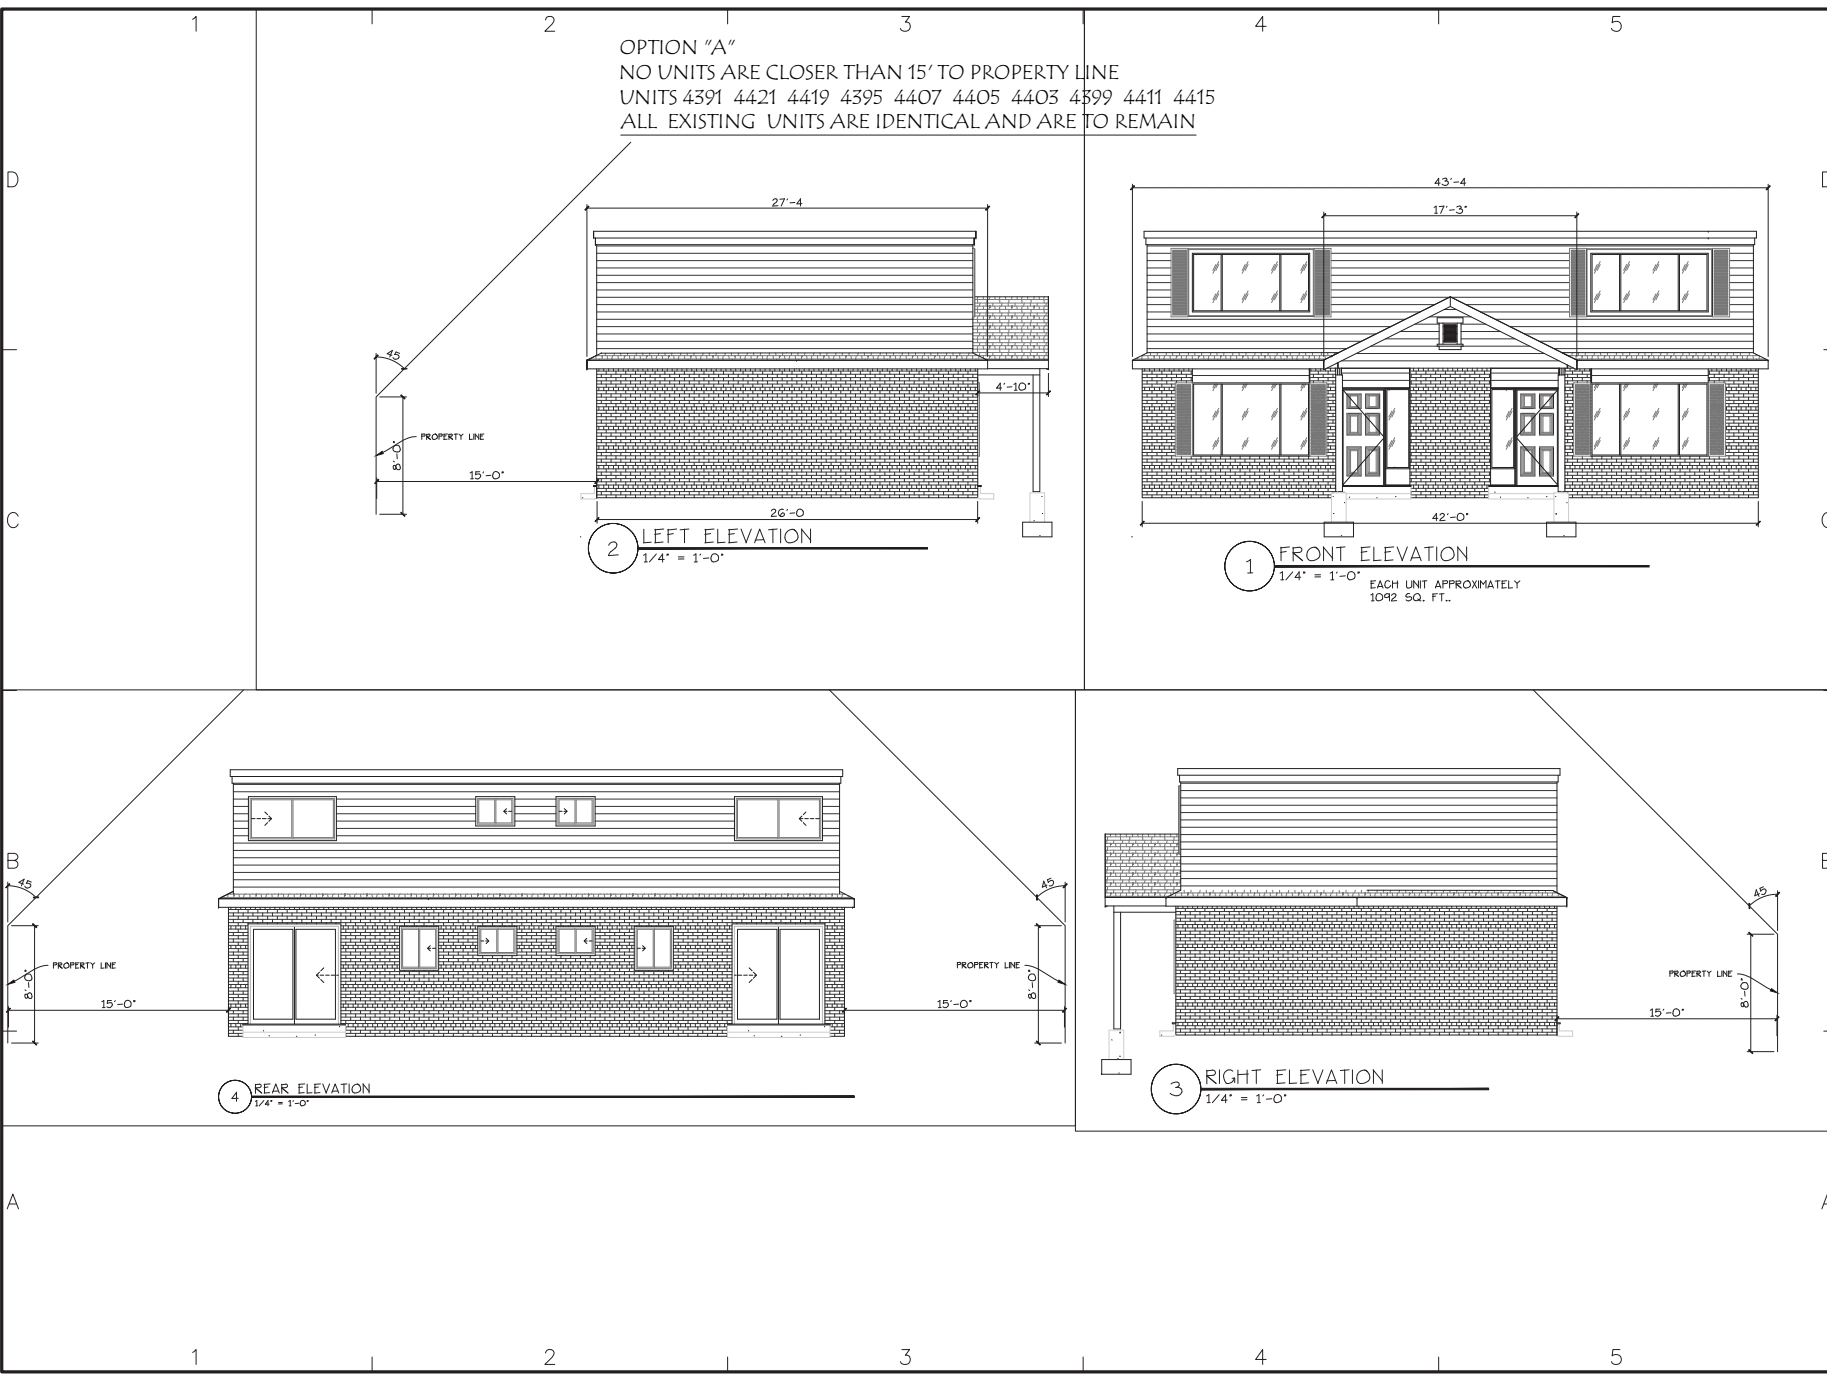 1 2 3 4 5
OPTION "A"
NO UNITS ARE CLOSER THAN 15' TO PROPERTY LINE
UNITS 4391 4421 4419 4395 4407 4405 4403 4399 4411 4415
ALL EXISTING UNITS ARE IDENTICAL AND ARE TO REMAIN
D
D
27'-4
43'-4
17'-3"
45
4'-10"
PROPERTY LINE
8'-0"
15'-0"
26'-0
42'-0"
C
C
2 LEFT ELEVATION
1/4" = 1'-0"
1 FRONT ELEVATION
1/4" = 1'-0"
EACH UNIT APPROXIMATELY
1092 SQ. FT..
B
B
45
45
45
PROPERTY LINE
PROPERTY LINE
PROPERTY LINE
8'-0"
8'-0"
8'-0"
15'-0"
15'-0"
15'-0"
4 REAR ELEVATION
1/4" = 1'-0"
3 RIGHT ELEVATION
1/4" = 1'-0"
A
A
1 2 3 4 5